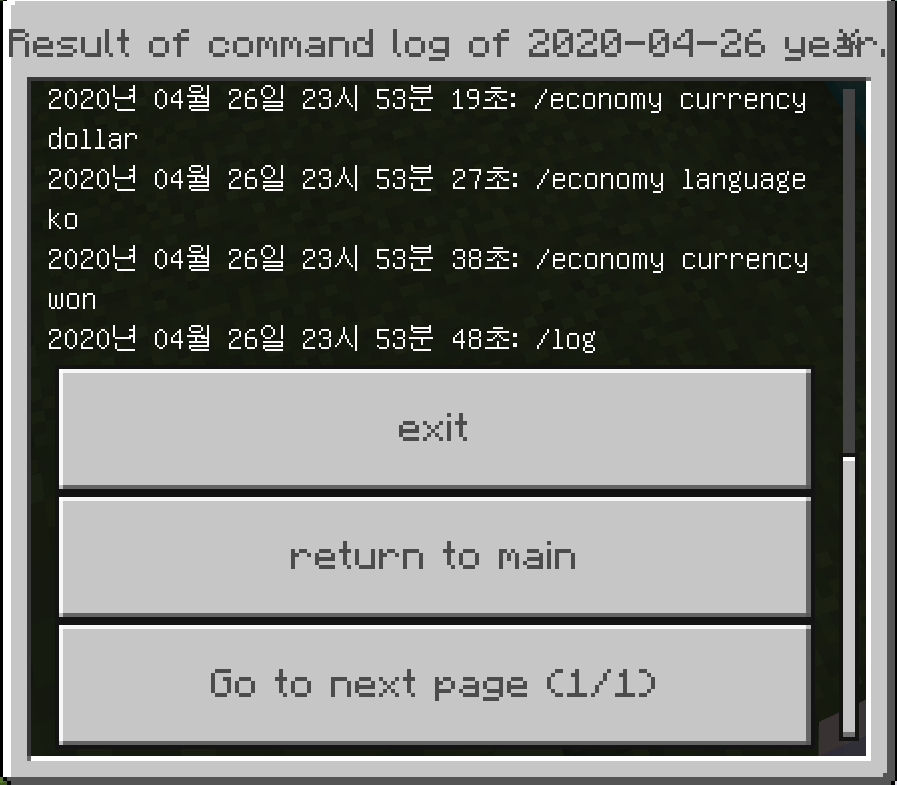 Result of command log of 2020-04-26 year.
2020년 04월 26일 23시 53분 19초: /economy currency
dollar
2020년 04월 26일 23시 53분 27초: /economy language
ko
2020년 04월 26일 23시 53분 38초: /economy currency
won
2020년 04월 26일 23시 53분 48초: /log
exit
return to main
Go to next page (1/1)